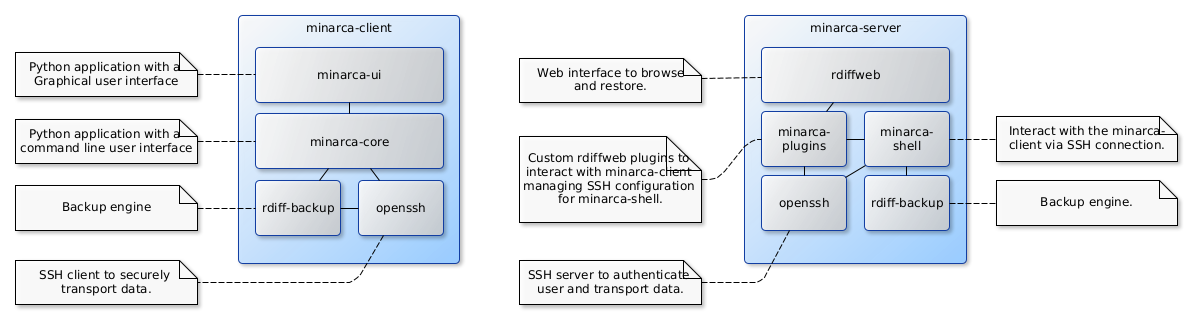 minarca-client
Python application with a
Graphical user interface
minarca-ui
Python application with a
command line user interface
minarca-core
Backup engine
rdiff-backup
openssh
SSH client to securely
transport data.
minarca-server
Web interface to browse
and restore.
rdiffweb
Custom rdiffweb plugins to
interact with minarca-client
managing SSH configuration
for minarca-shell.
minarca-
plugins
minarca-
shell
Interact with the minarca-
client via SSH connection.
openssh
rdiff-backup
Backup engine.
SSH server to authenticate
user and transport data.